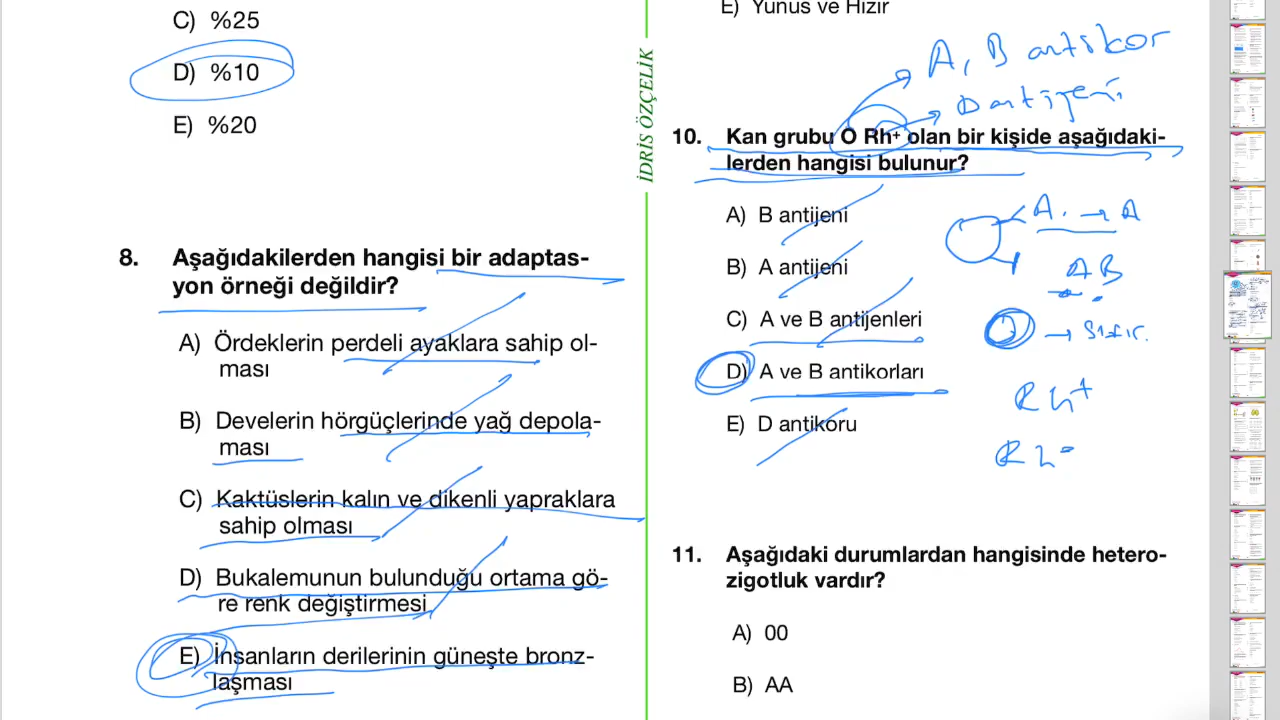 C) %25
D) %10
E) %20
8. Aşağıdakilerden hangisi bir adaptas-
yon örneği değildir?
A) Ördeklerin perdeli ayaklara sahip ol-
ması
B) Develerin hörgüçlerinde yağ depola-
ması
C) Kaktüslerin kalın ve dikenli yapraklara
sahip olması
D) Bukalemunun bulunduğu ortama gö-
re renk değiştirmesi
E) İnsanların derilerinin güneşte bronz-
laşması
İDRİS ÖZÇELİK
E) Yunus ve Hızır
A, B antikor
D antijeni
10. Kan grubu O Rh+ olan bir kişide aşağıdaki-
lerden hangisi bulunur?
A) B antijeni
B) A antijeni
C) A ve B antijenleri
D) A ve B antikorları
E) D antikoru
A. → A
AB
→ Sıfır.
Rh+
Rh-
11. Aşağıdaki durumlardan hngisinde hetero-
zigotluk vardır?
A) 00
B) AA